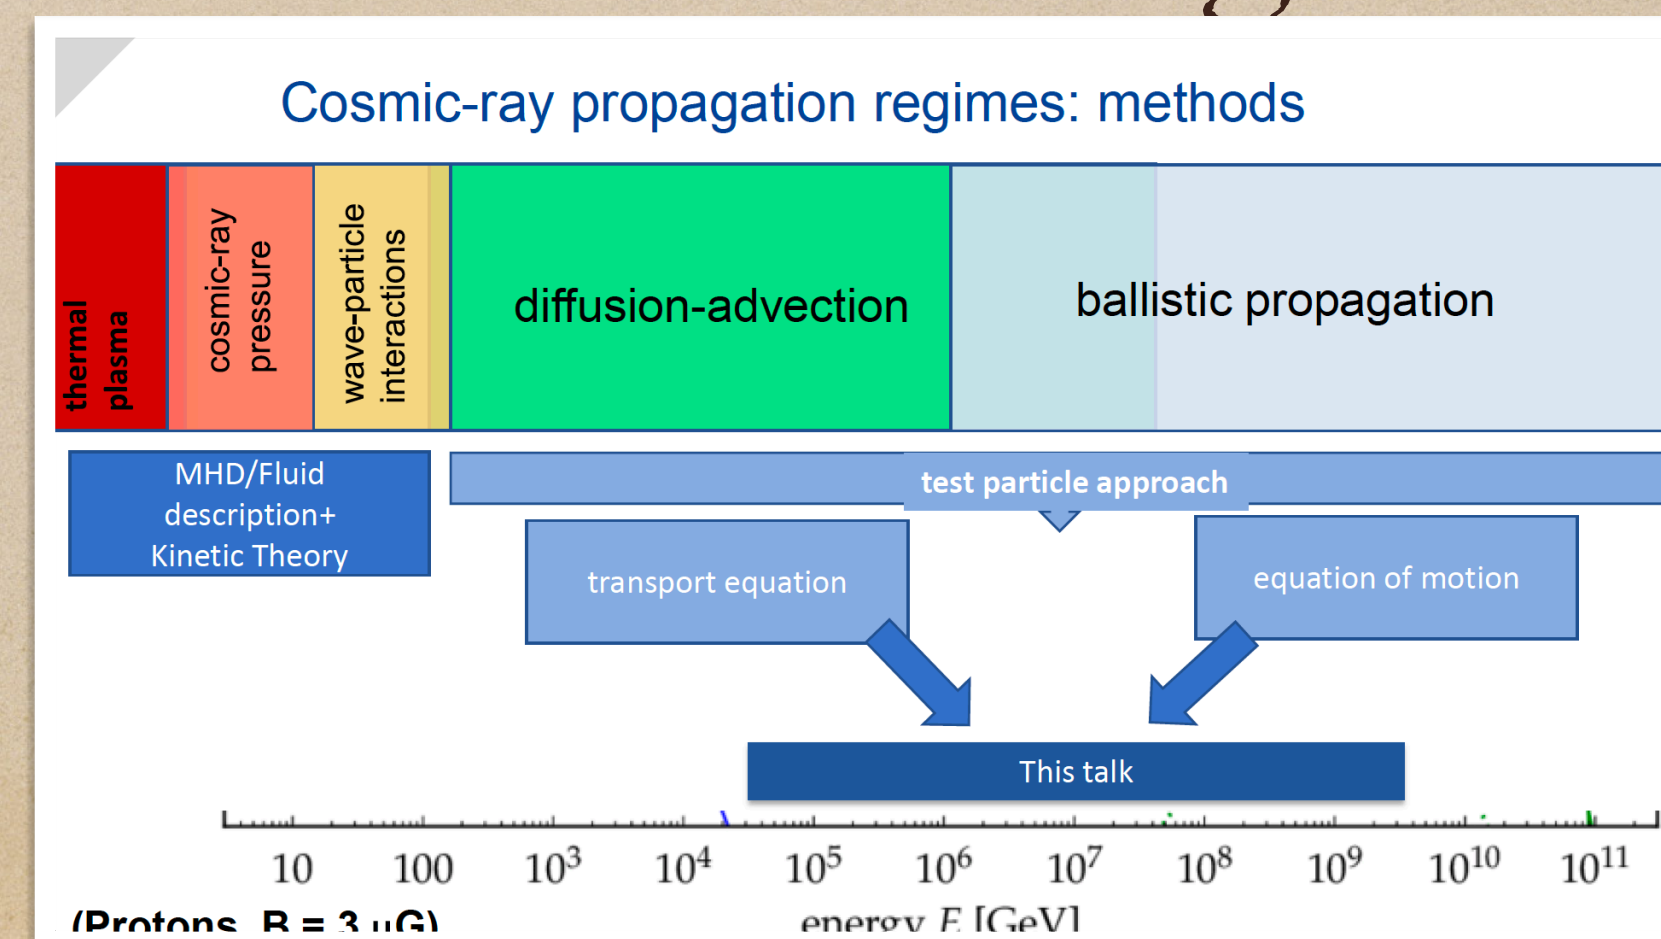 Cosmic-ray propagation regimes: methods
thermal
plasma
cosmic-ray
pressure
wave-particle
interactions
diffusion-advection
ballistic propagation
MHD/Fluid
description+
Kinetic Theory
test particle approach
transport equation
equation of motion
This talk
10 100 10³ 10⁴ 10⁵ 10⁶ 10⁷ 10⁸ 10⁹ 10¹⁰ 10¹¹
(Protons, B = 3 µG)
energy E [GeV]